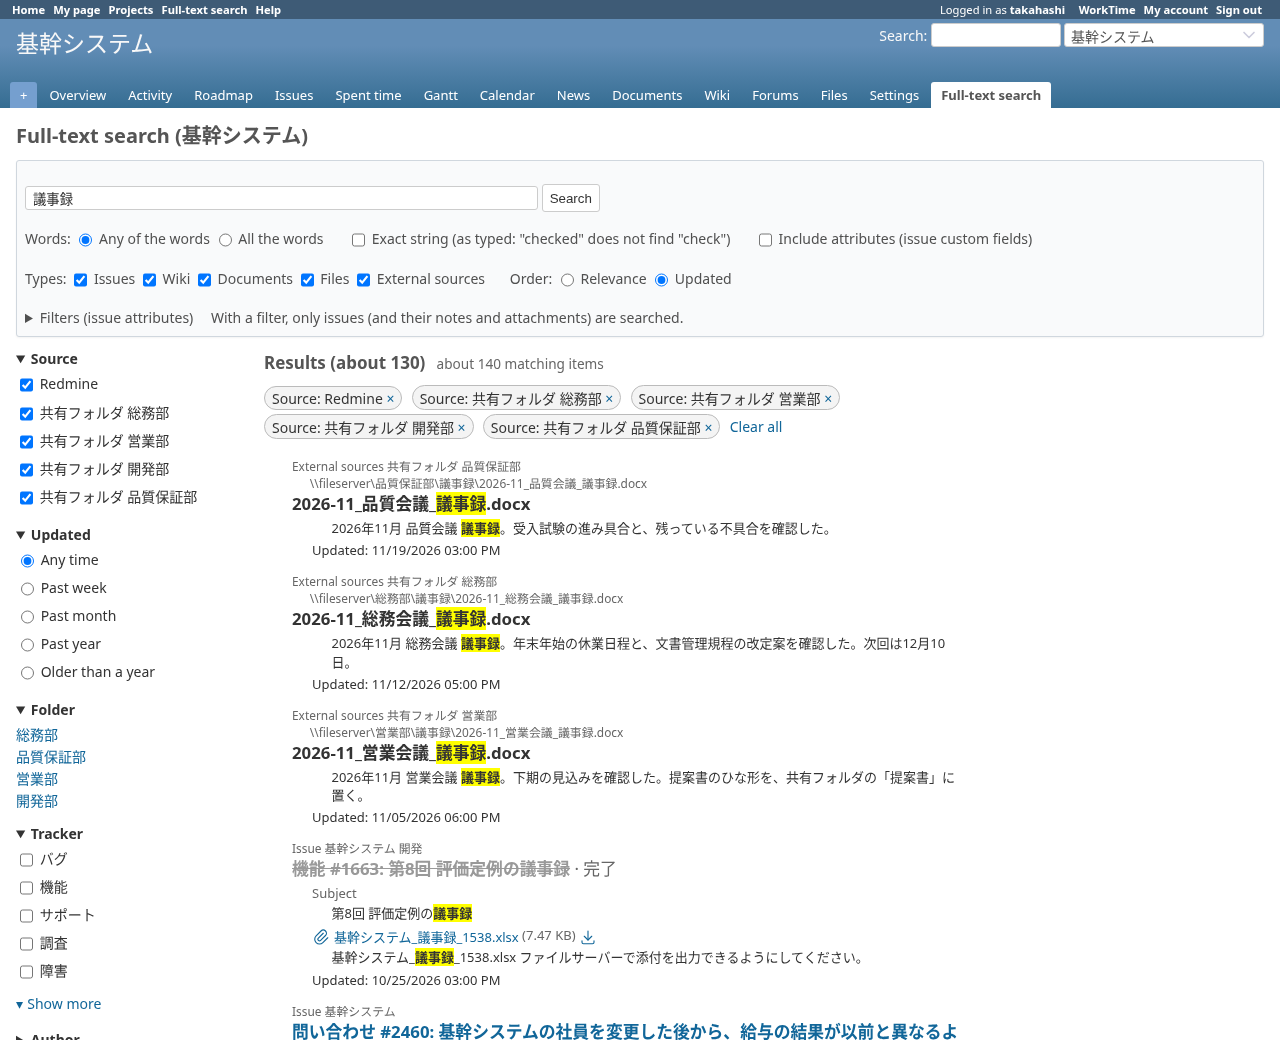 Home My page Projects Full-text search Help
Logged in as takahashi WorkTime My account Sign out
基幹システム
Search: 基幹システム
+ Overview Activity Roadmap Issues Spent time Gantt Calendar News Documents Wiki Forums Files Settings Full-text search
Full-text search (基幹システム)
議事録 Search
Words: Any of the words All the words Exact string (as typed: "checked" does not find "check") Include attributes (issue custom fields)
Types: Issues Wiki Documents Files External sources Order: Relevance Updated
▶ Filters (issue attributes) With a filter, only issues (and their notes and attachments) are searched.
▼ Source
Redmine
共有フォルダ 総務部
共有フォルダ 営業部
共有フォルダ 開発部
共有フォルダ 品質保証部
▼ Updated
Any time
Past week
Past month
Past year
Older than a year
▼ Folder
総務部
品質保証部
営業部
開発部
▼ Tracker
バグ
機能
サポート
調査
障害
▾ Show more
▶ Author
Results (about 130) about 140 matching items
Source: Redmine × Source: 共有フォルダ 総務部 × Source: 共有フォルダ 営業部 ×
Source: 共有フォルダ 開発部 × Source: 共有フォルダ 品質保証部 × Clear all
External sources 共有フォルダ 品質保証部
\\fileserver\品質保証部\議事録\2026-11_品質会議_議事録.docx
2026-11_品質会議_議事録.docx
2026年11月 品質会議 議事録。受入試験の進み具合と、残っている不具合を確認した。
Updated: 11/19/2026 03:00 PM
External sources 共有フォルダ 総務部
\\fileserver\総務部\議事録\2026-11_総務会議_議事録.docx
2026-11_総務会議_議事録.docx
2026年11月 総務会議 議事録。年末年始の休業日程と、文書管理規程の改定案を確認した。次回は12月10
日。
Updated: 11/12/2026 05:00 PM
External sources 共有フォルダ 営業部
\\fileserver\営業部\議事録\2026-11_営業会議_議事録.docx
2026-11_営業会議_議事録.docx
2026年11月 営業会議 議事録。下期の見込みを確認した。提案書のひな形を、共有フォルダの「提案書」に
置く。
Updated: 11/05/2026 06:00 PM
Issue 基幹システム 開発
機能 #1663: 第8回 評価定例の議事録 · 完了
Subject
第8回 評価定例の議事録
基幹システム_議事録_1538.xlsx (7.47 KB)
基幹システム_議事録_1538.xlsx ファイルサーバーで添付を出力できるようにしてください。
Updated: 10/25/2026 03:00 PM
Issue 基幹システム
問い合わせ #2460: 基幹システムの社員を変更した後から、給与の結果が以前と異なるよ